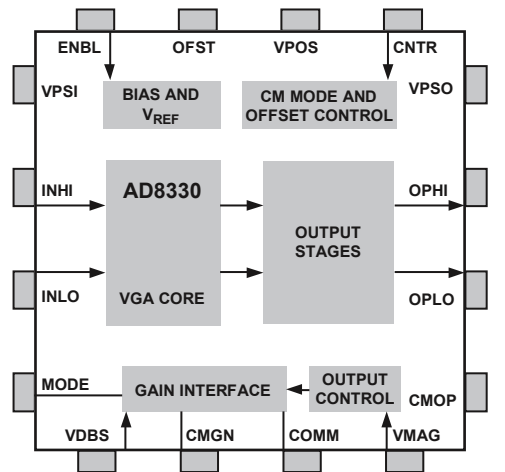 ENBL OFST VPOS CNTR
VPSI
BIAS AND
VREF
CM MODE AND
OFFSET CONTROL
VPSO
INHI
AD8330
OPHI
OUTPUT
STAGES
INLO
VGA CORE
OPLO
MODE
GAIN INTERFACE
OUTPUT
CONTROL
CMOP
VDBS CMGN COMM VMAG